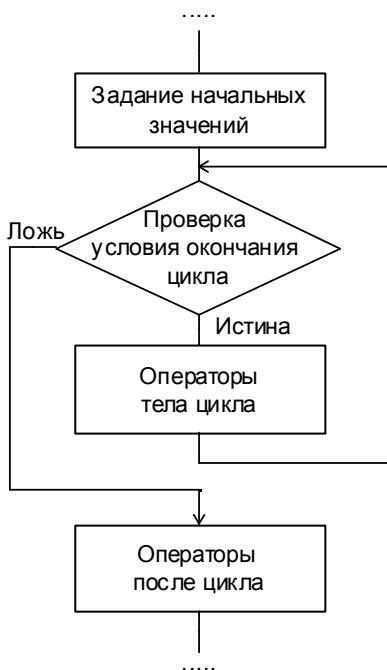 .....
Задание начальных
значений
Проверка
условия окончания
цикла
Ложь
Истина
Операторы
тела цикла
Операторы
после цикла
.....